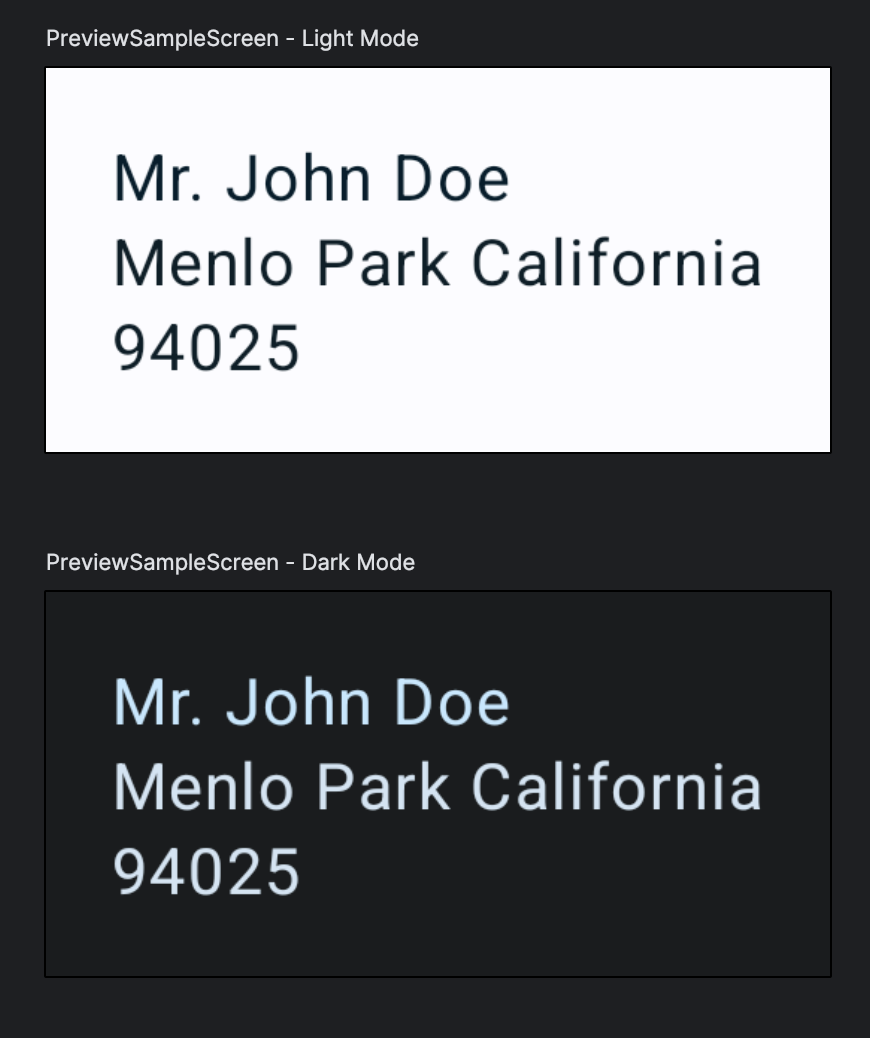 PreviewSampleScreen - Light Mode
Mr. John Doe
Menlo Park California
94025
PreviewSampleScreen - Dark Mode
Mr. John Doe
Menlo Park California
94025